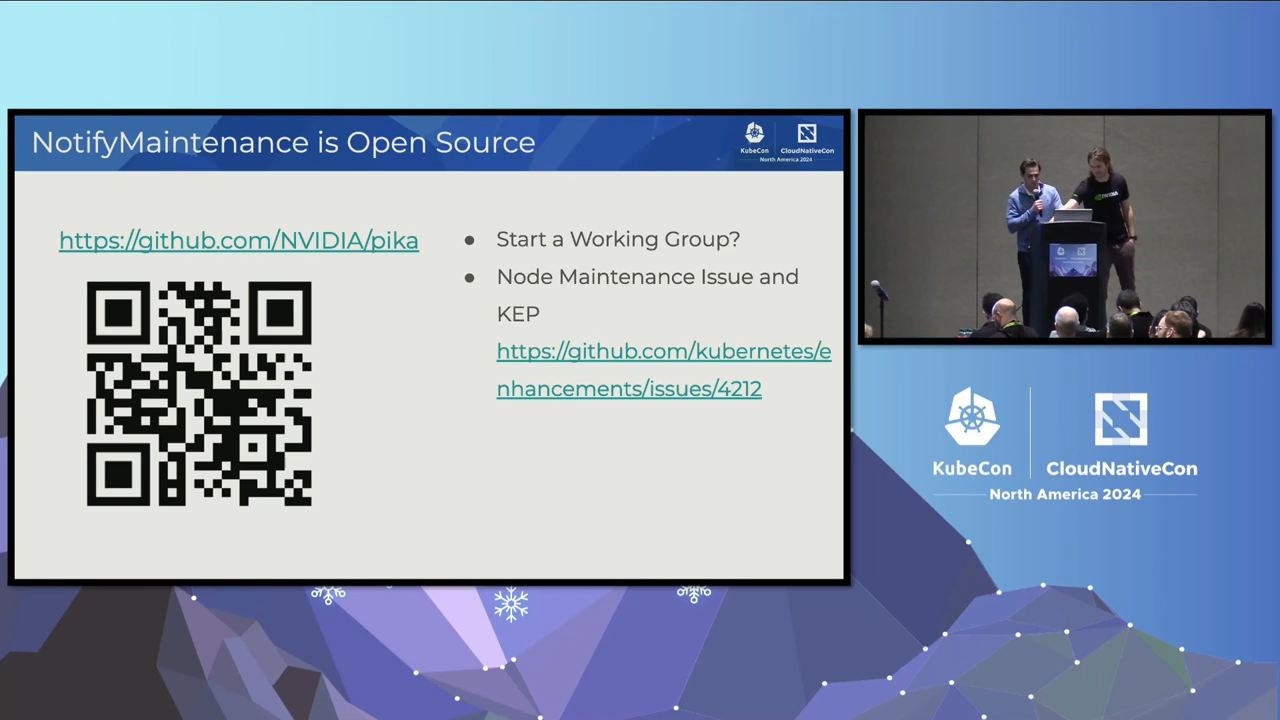 NotifyMaintenance is Open Source
KubeCon
CloudNativeCon
North America 2024
https://github.com/NVIDIA/pika
● Start a Working Group?
● Node Maintenance Issue and
KEP
https://github.com/kubernetes/e
nhancements/issues/4212
NVIDIA
KubeCon
CloudNativeCon
North America 2024